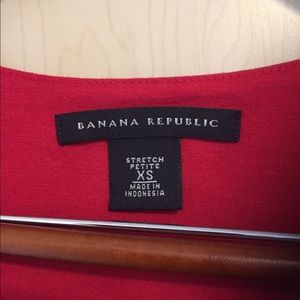 BANANA REPUBLIC
STRETCH
PETITE
XS
MADE IN
INDONESIA